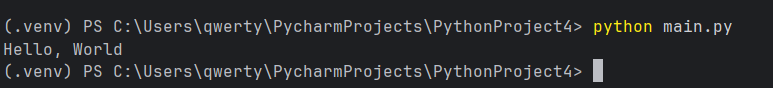 (.venv) PS C:\Users\qwerty\PycharmProjects\PythonProject4> python main.py
Hello, World
(.venv) PS C:\Users\qwerty\PycharmProjects\PythonProject4>